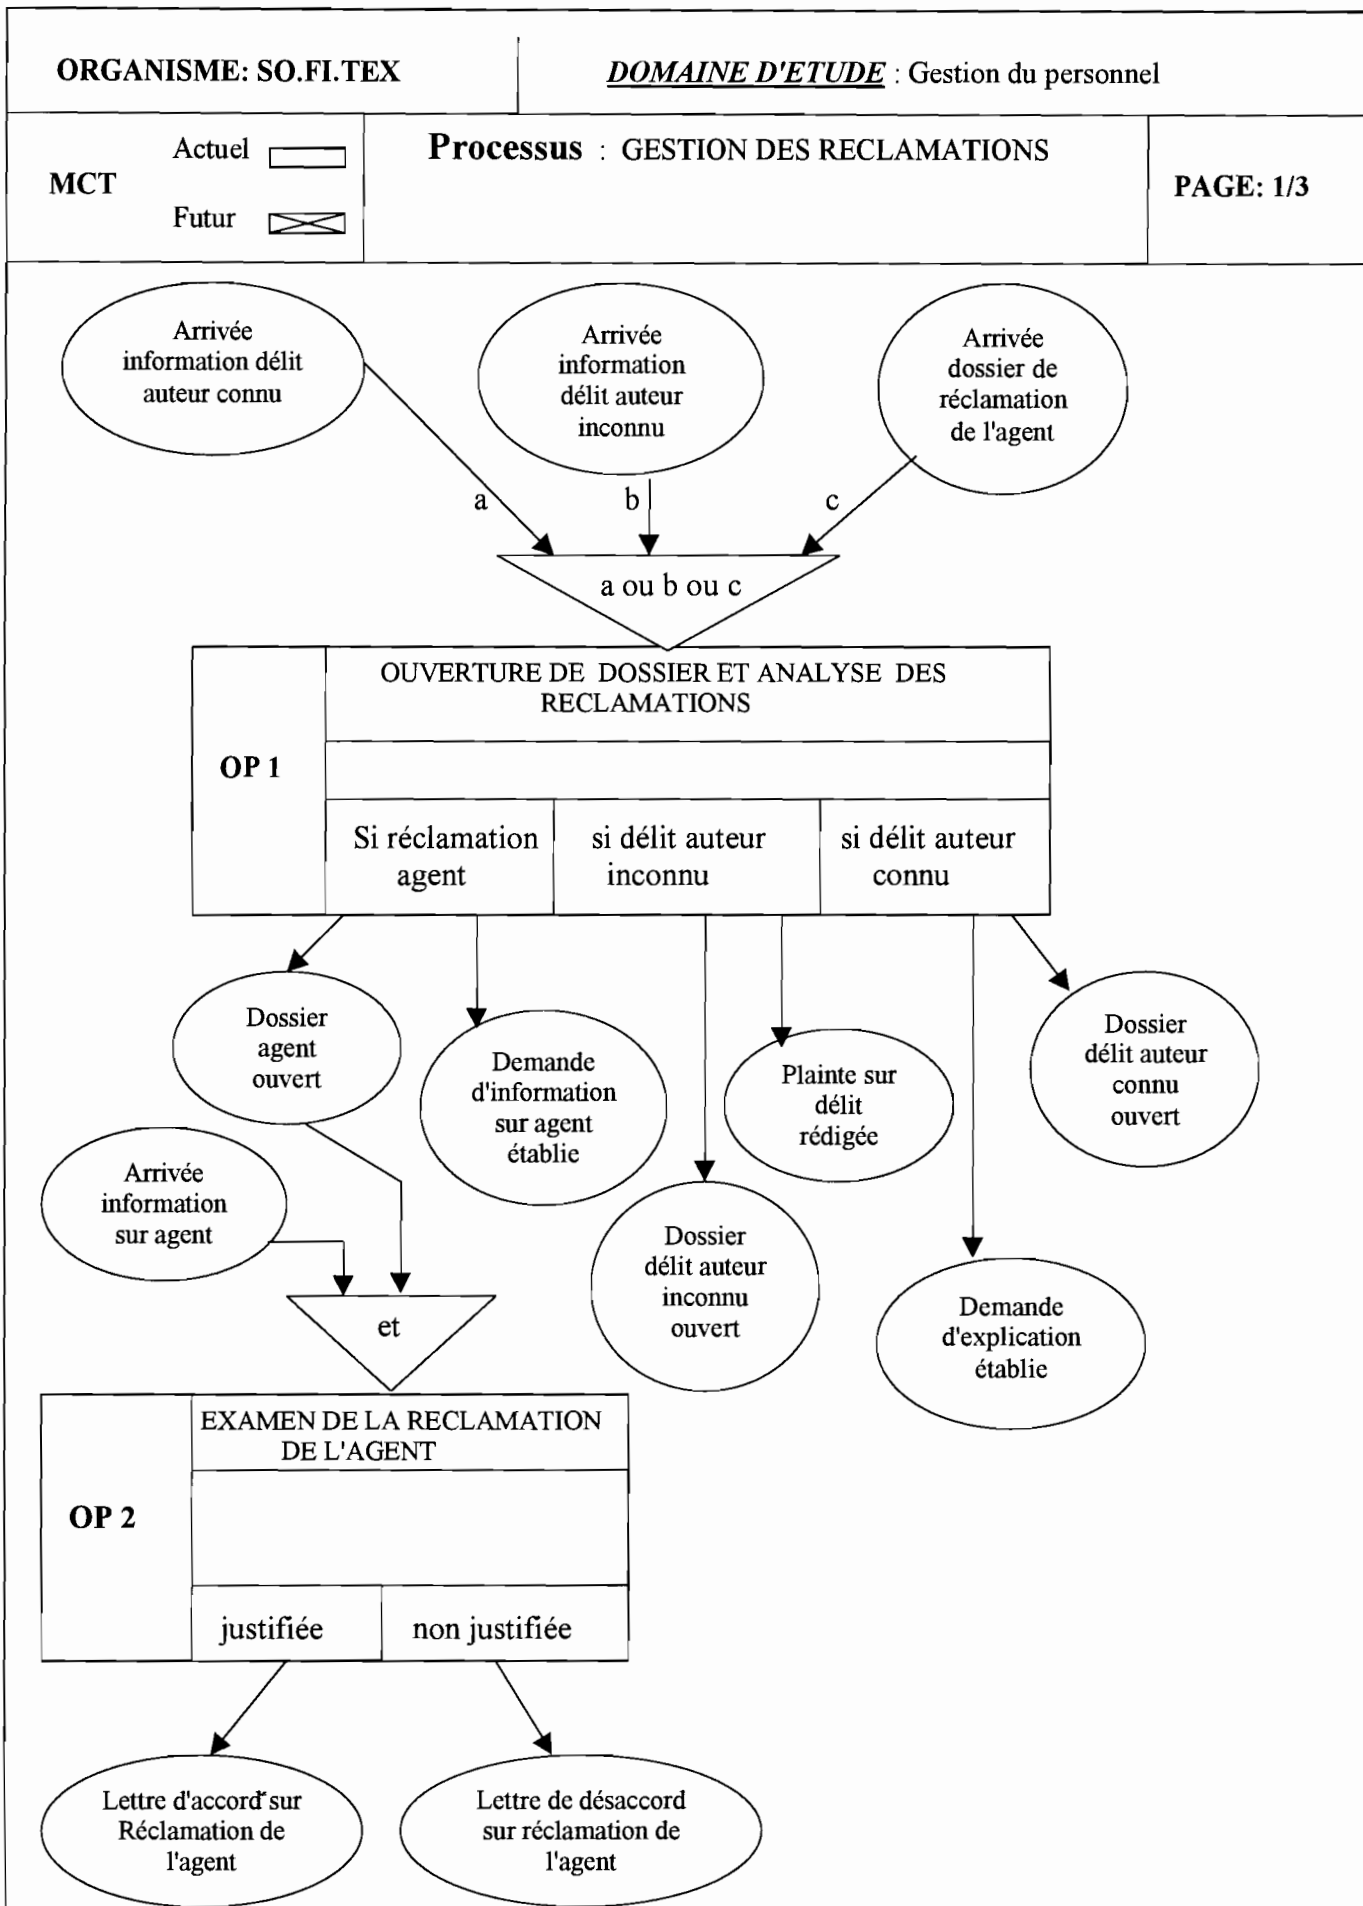 ORGANISME: SO.FI.TEX
DOMAINE D'ETUDE : Gestion du personnel
MCT
Actuel
Futur
Processus : GESTION DES RECLAMATIONS
PAGE: 1/3
Arrivée
information délit
auteur connu
Arrivée
information
délit auteur
inconnu
Arrivée
dossier de
réclamation
de l'agent
a
b
c
a ou b ou c
OP 1
OUVERTURE DE DOSSIER ET ANALYSE DES
RECLAMATIONS
Si réclamation
agent
si délit auteur
inconnu
si délit auteur
connu
Dossier
agent
ouvert
Demande
d'information
sur agent
établie
Plainte sur
délit
rédigée
Dossier
délit auteur
connu
ouvert
Arrivée
information
sur agent
Dossier
délit auteur
inconnu
ouvert
Demande
d'explication
établie
et
OP 2
EXAMEN DE LA RECLAMATION
DE L'AGENT
justifiée
non justifiée
Lettre d'accord sur
Réclamation de
l'agent
Lettre de désaccord
sur réclamation de
l'agent